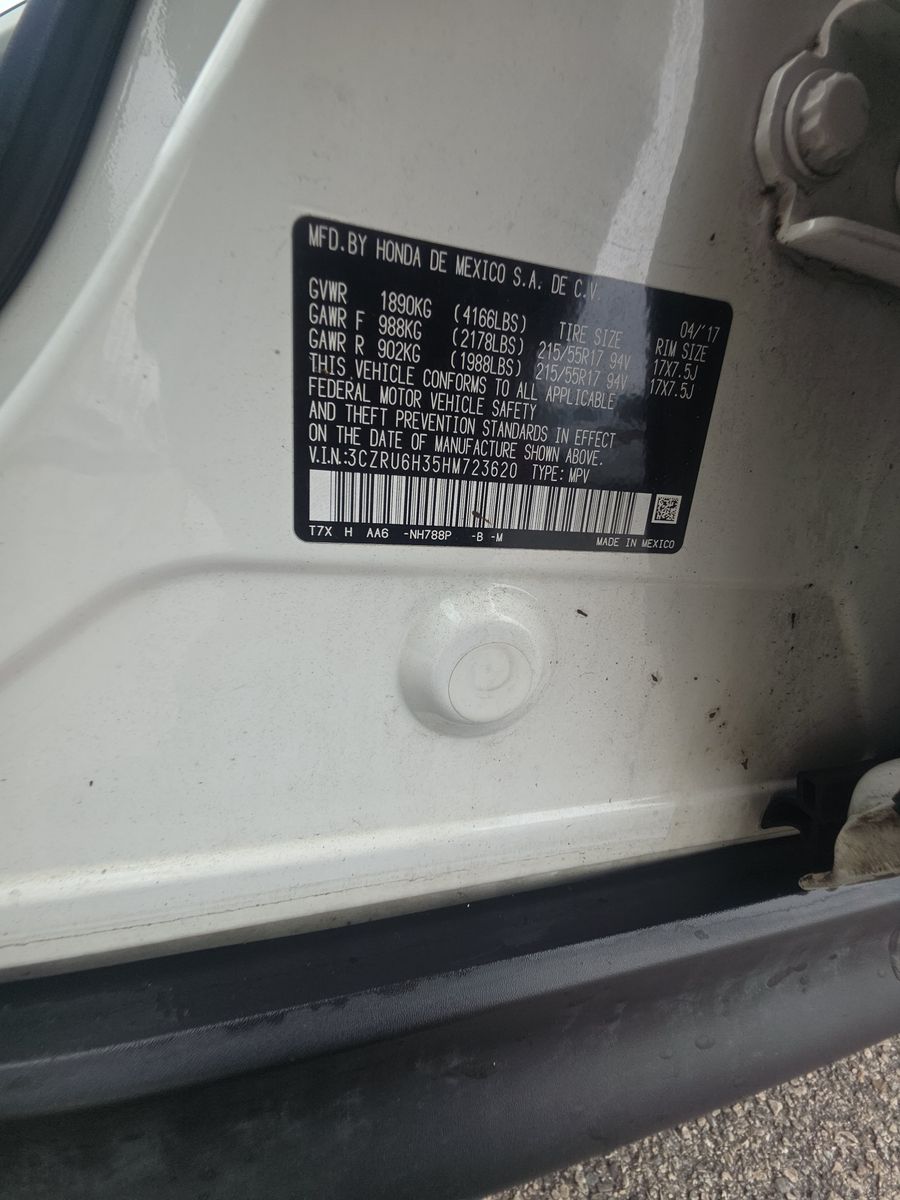 MFD.BY HONDA DE MEXICO S.A. DE C.V.
04/'17
GVWR 1890KG (4166LBS) TIRE SIZE RIM SIZE
GAWR F 988KG (2178LBS) 215/55R17 94V 17X7.5J
GAWR R 902KG (1988LBS) 215/55R17 94V 17X7.5J
THIS VEHICLE CONFORMS TO ALL APPLICABLE
FEDERAL MOTOR VEHICLE SAFETY
AND THEFT PREVENTION STANDARDS IN EFFECT
ON THE DATE OF MANUFACTURE SHOWN ABOVE.
V.I.N.:3CZRU6H35HM723620 TYPE: MPV
T7X H AA6 -NH788P -B -M MADE IN MEXICO